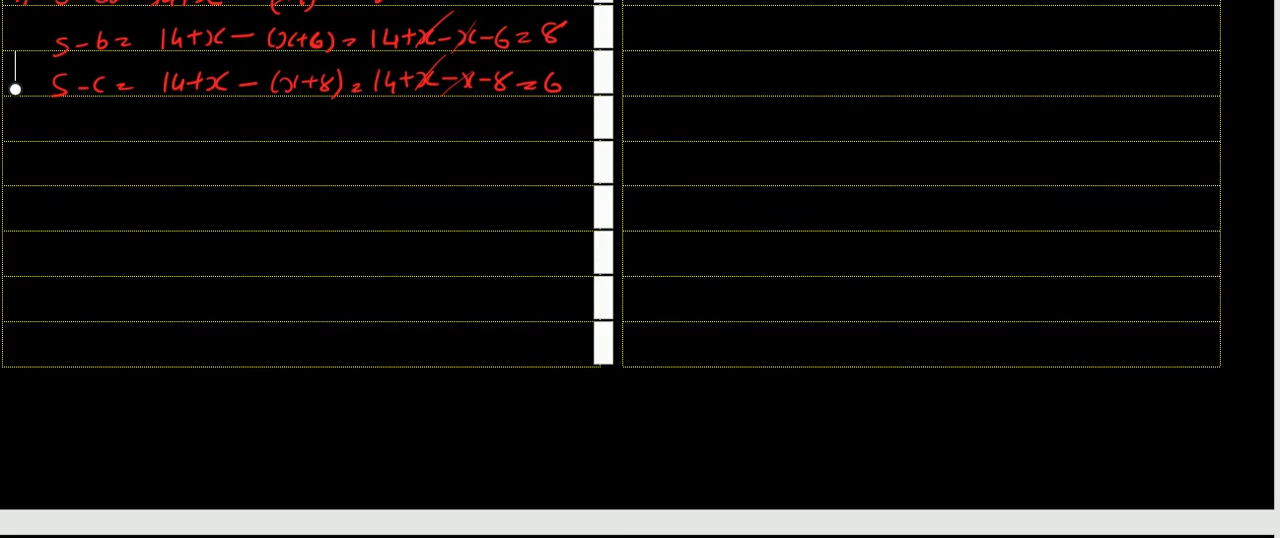 s-b= 14+x - (x+6) = 14+x-x-6=8
s-c= 14+x - (x+8) = 14+x-x-8=6